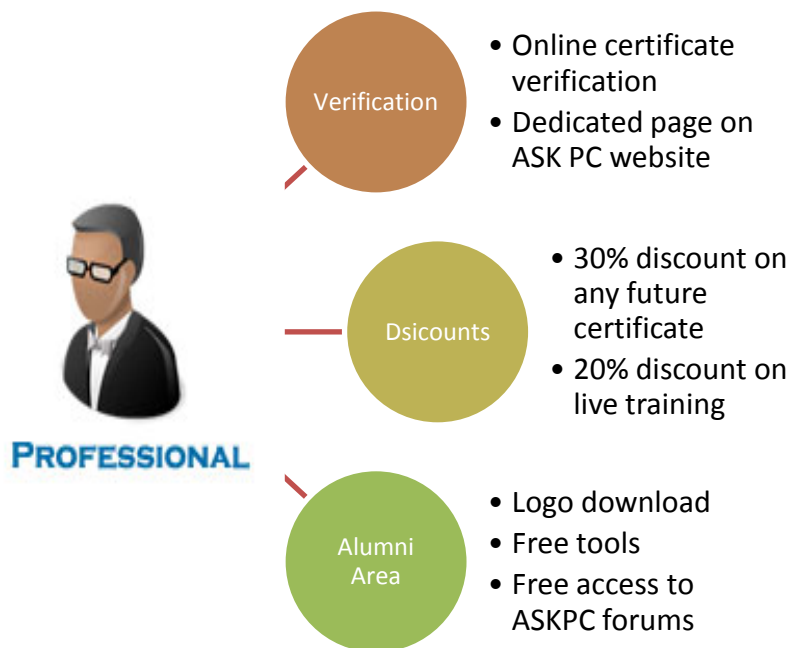 Verification
• Online certificate
verification
• Dedicated page on
ASK PC website
Dsicounts
• 30% discount on
any future
certificate
• 20% discount on
live training
PROFESSIONAL
Alumni
Area
• Logo download
• Free tools
• Free access to
ASKPC forums